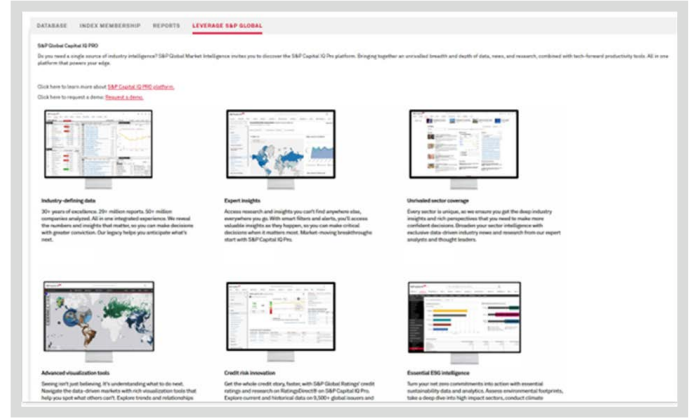 DATABASE INDEX MEMBERSHIP REPORTS LEVERAGE S&P GLOBAL
S&P Global Capital IQ PRO
Do you need a single source of industry intelligence? S&P Global Market Intelligence invites you to discover the S&P Capital IQ Pro platform. Bringing together an unrivalled breadth and depth of data, news, and research, combined with tech-forward productivity tools. All in one
platform that powers your edge.
Click here to learn more about S&P Capital IQ PRO platform.
Click here to request a demo: Request a demo.
Industry-defining data
30+ years of excellence. 29+ million reports. 50+ million
companies analyzed. All in one integrated experience. We reveal
the numbers and insights that matter, so you can make decisions
with greater conviction. Our legacy helps you anticipate what's
next.
Expert insights
Access research and insights you can't find anywhere else,
everywhere you go. With smart filters and alerts, you'll access
valuable insights as they happen, so you can make critical
decisions when it matters most. Market-moving breakthroughs
start with S&P Capital IQ Pro.
Unrivaled sector coverage
Every sector is unique, so we ensure you get the deep industry
insights and rich perspectives that you need to make more
confident decisions. Broaden your sector intelligence with
exclusive data-driven industry news and research from our expert
analysts and thought leaders.
Advanced visualization tools
Seeing isn't just believing. It's understanding what to do next.
Navigate the data-driven markets with rich visualization tools that
help you spot what others can't. Explore trends and relationships
Credit risk innovation
Get the whole credit story, faster, with S&P Global Ratings' credit
ratings and research on RatingsDirect® on S&P Capital IQ Pro.
Explore current and historical data on 9,500+ global issuers and
Essential ESG intelligence
Turn your net zero commitments into action with essential
sustainability data and analytics. Assess environmental footprints,
take a deep dive into high impact sectors, conduct climate